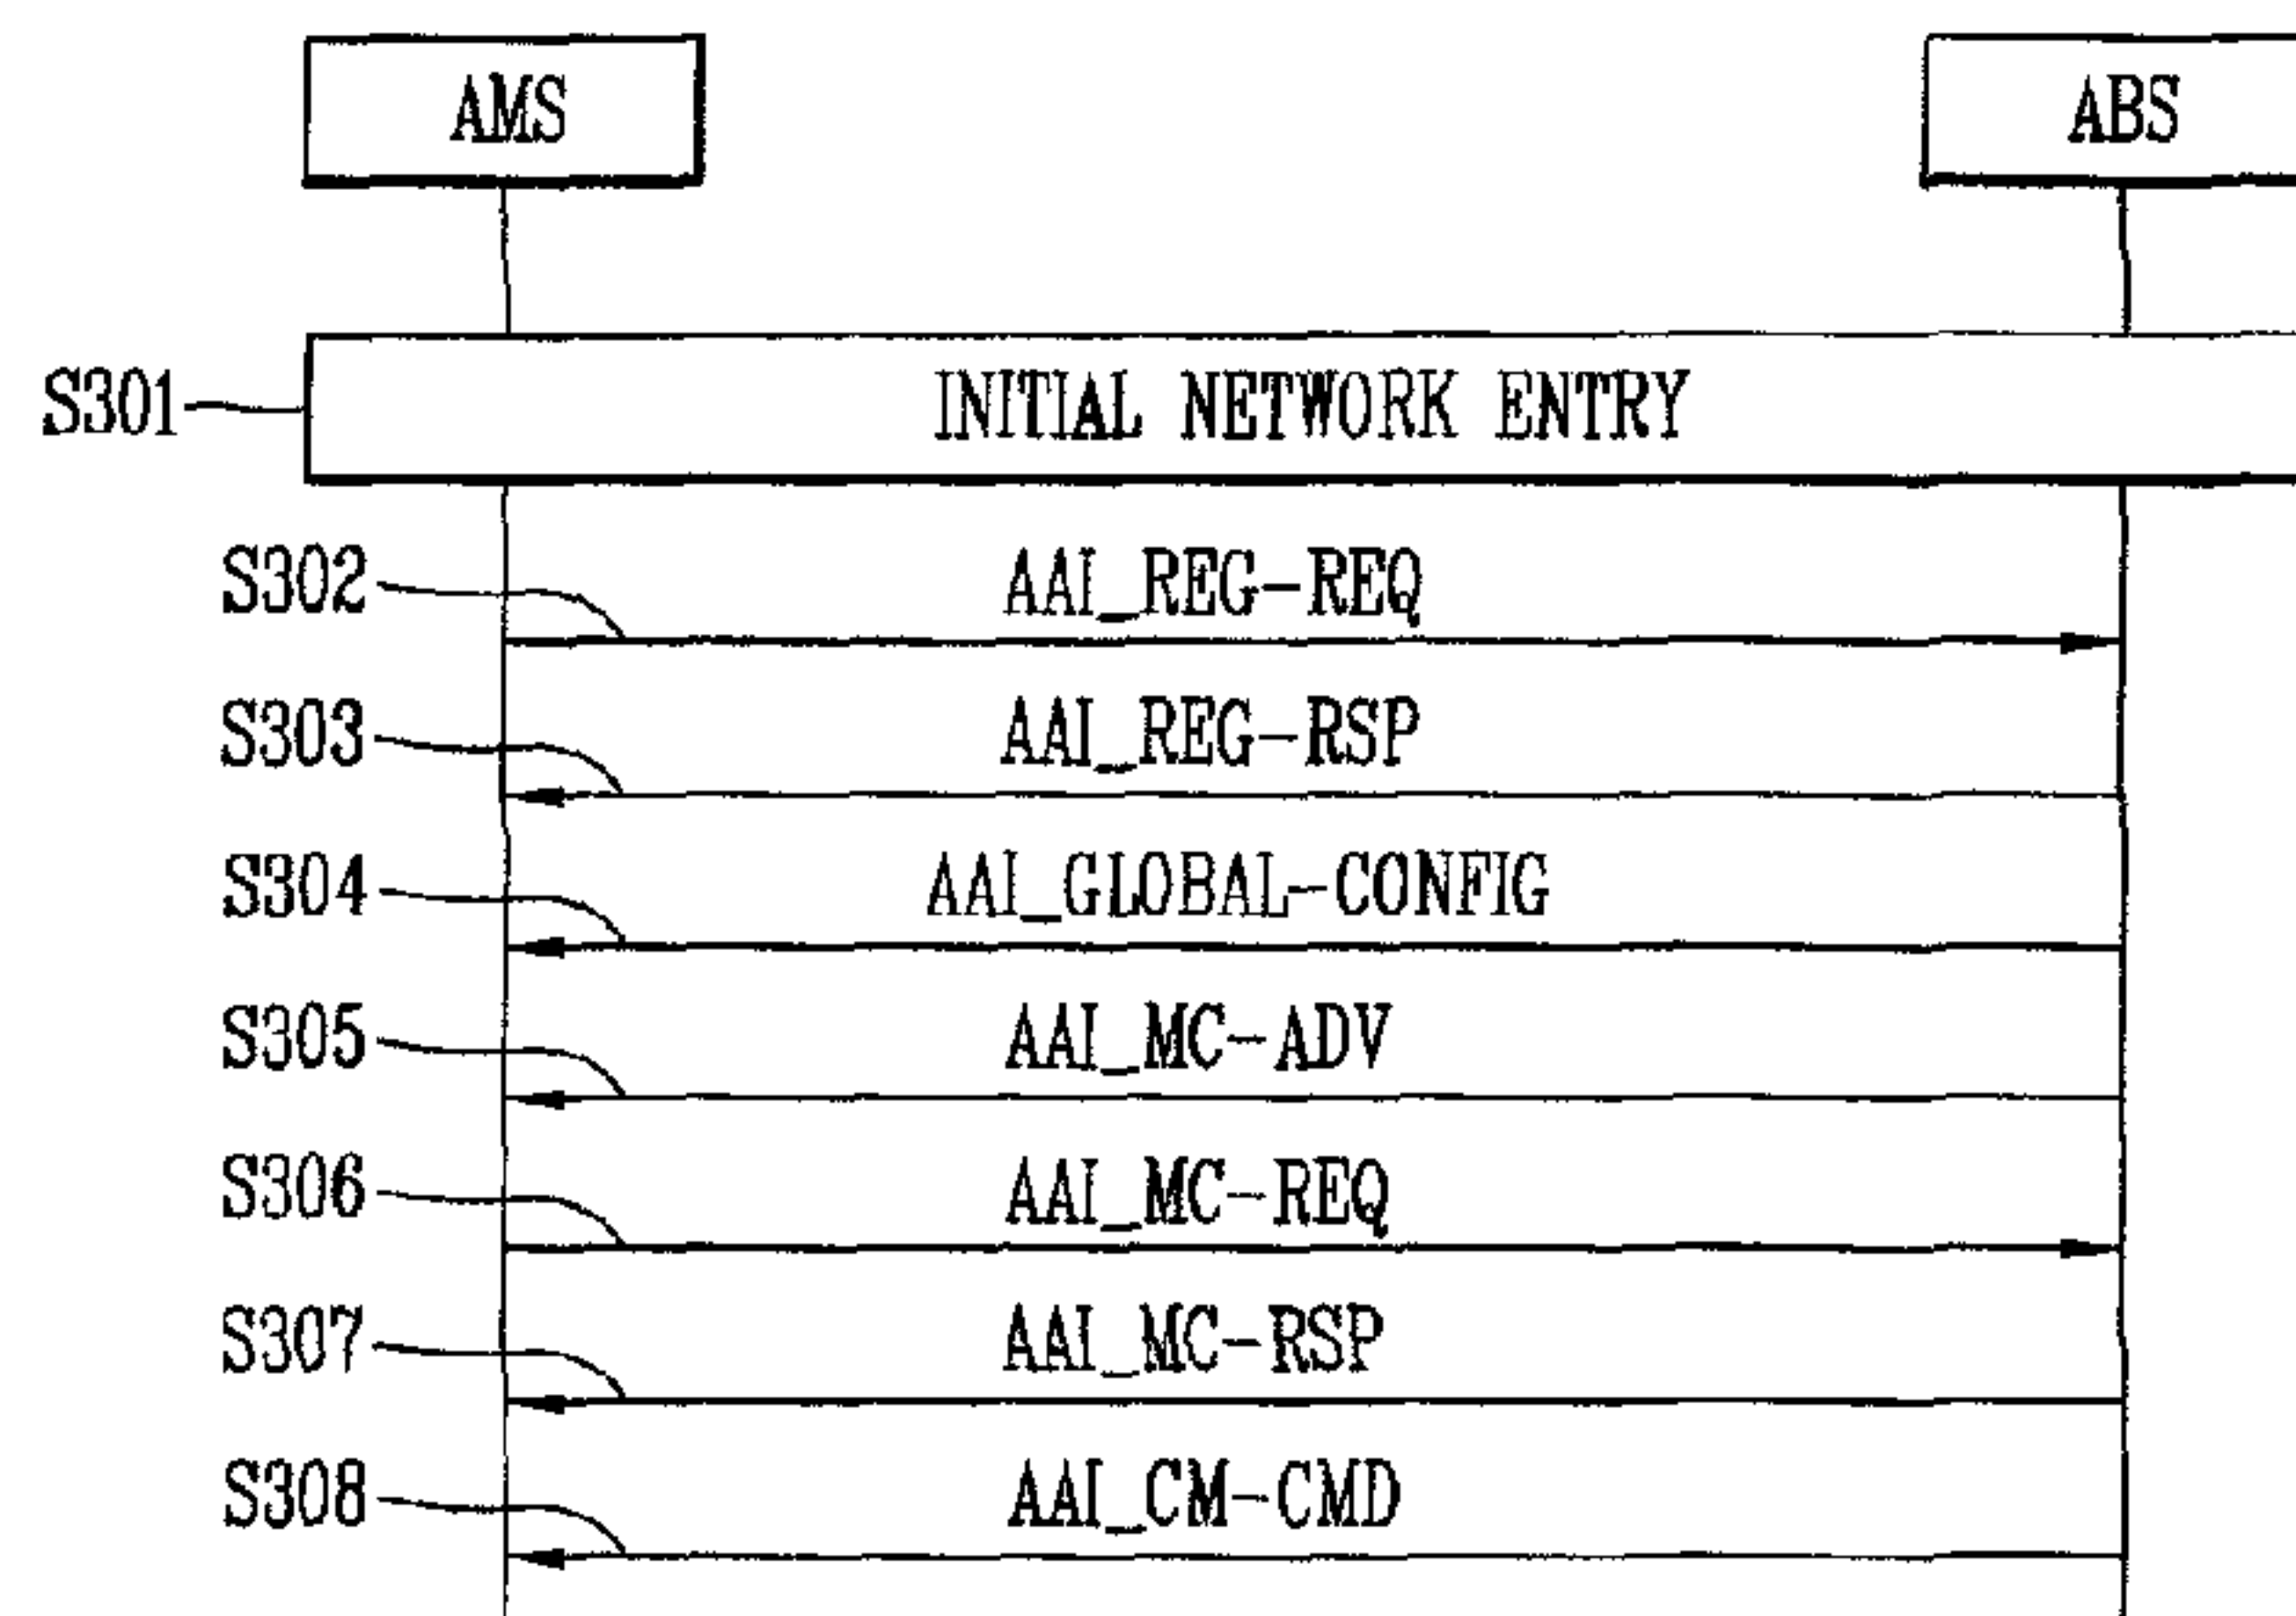 AMS
ABS
S301
INITIAL NETWORK ENTRY
S302
AAI_REG-REQ
S303
AAI_REG-RSP
S304
AAI_GLOBAL-CONFIG
S305
AAI_MC-ADV
S306
AAI_MC-REQ
S307
AAI_MC-RSP
S308
AAI_CM-CMD